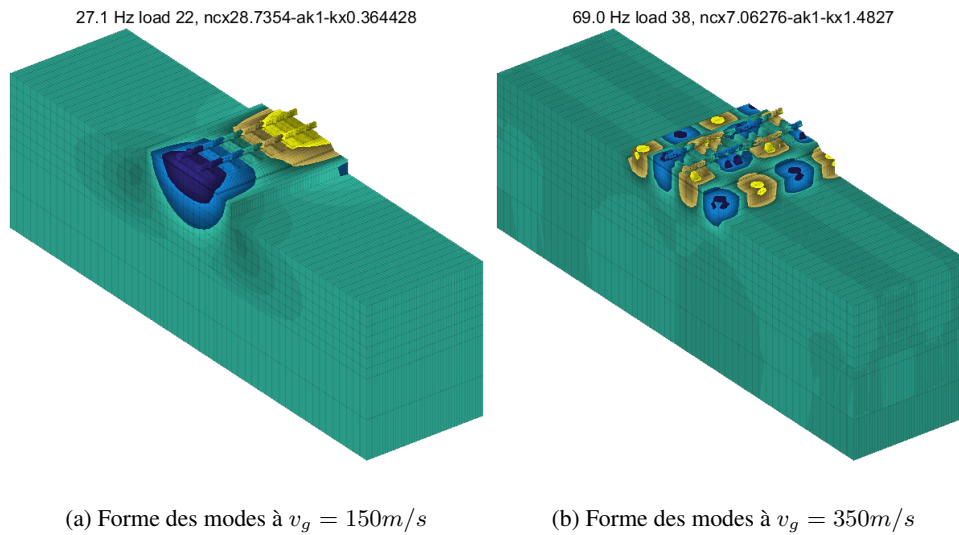 27.1 Hz load 22, ncx28.7354-ak1-kx0.364428
69.0 Hz load 38, ncx7.06276-ak1-kx1.4827
(a) Forme des modes à v_g = 150m/s
(b) Forme des modes à v_g = 350m/s